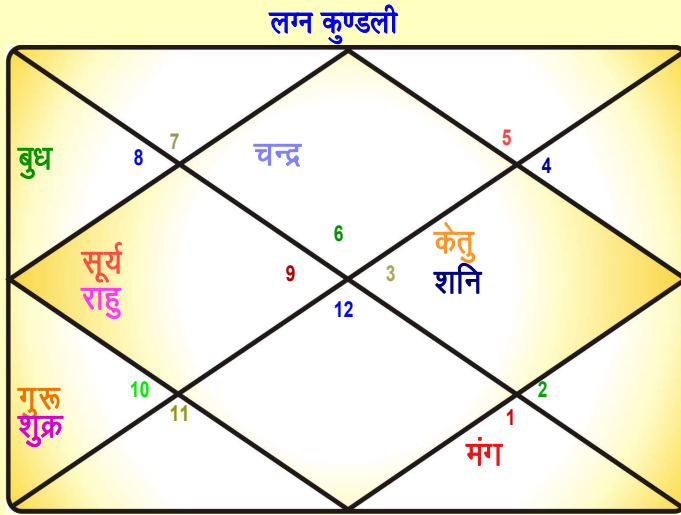 लग्न कुण्डली
7
5
बुध
8
चन्द्र
4
6
केतु
सूर्य
9
3
शनि
राहु
12
गुरू
10
2
शुक्र
11
1
मंग